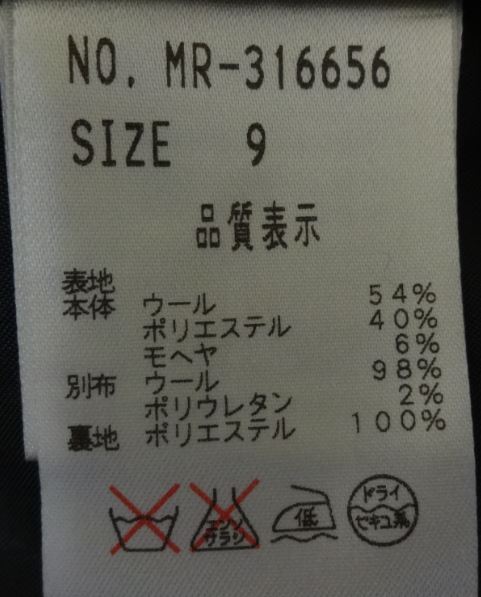 NO. MR-316656
SIZE 9
品質表示
表地
本体 ウール 54%
ポリエステル 40%
モヘヤ 6%
別布 ウール 98%
ポリウレタン 2%
裏地 ポリエステル 100%
エンソ
サラシ
低
ドライ
セキユ系